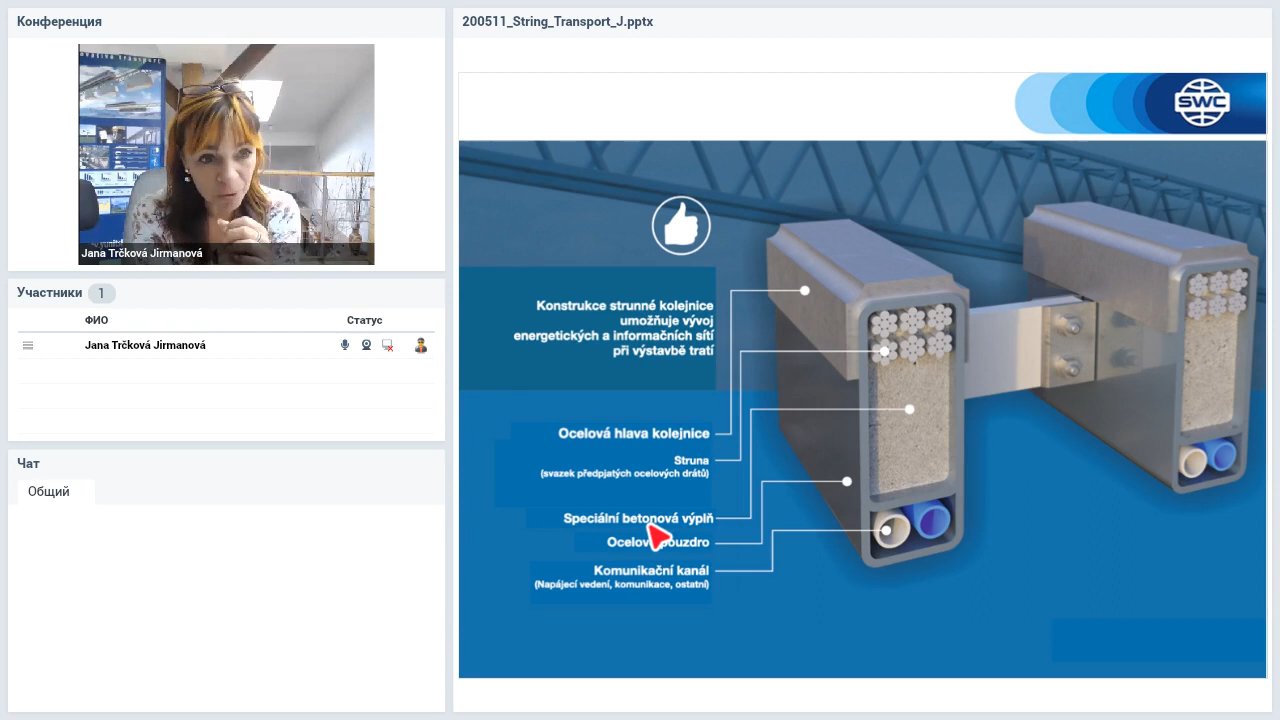 Конференция
ovative transport
Jana Trčková Jirmanová
Участники
1
ФИО
Статус
Jana Trčková Jirmanová
Чат
Общий
200511_String_Transport_J.pptx
SWC
Konstrukce strunné kolejnice
umožňuje vývoj
energetických a informačních sítí
při výstavbě tratí
Ocelová hlava kolejnice
Struna
(svazek předpjatých ocelových drátů)
Speciální betonová výplň
Komunikační kanál
(Napájecí vedení, komunikace, ostatní)